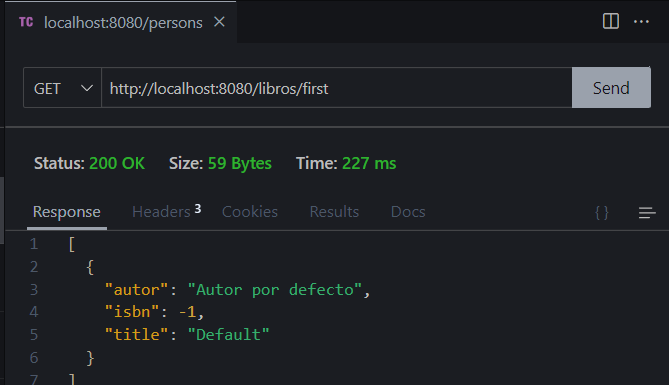 TC localhost:8080/persons
GET http://localhost:8080/libros/first Send
Status: 200 OK Size: 59 Bytes Time: 227 ms
Response Headers 3 Cookies Results Docs { }
1 [
2 {
3 "autor": "Autor por defecto",
4 "isbn": -1,
5 "title": "Default"
6 }
7 ]